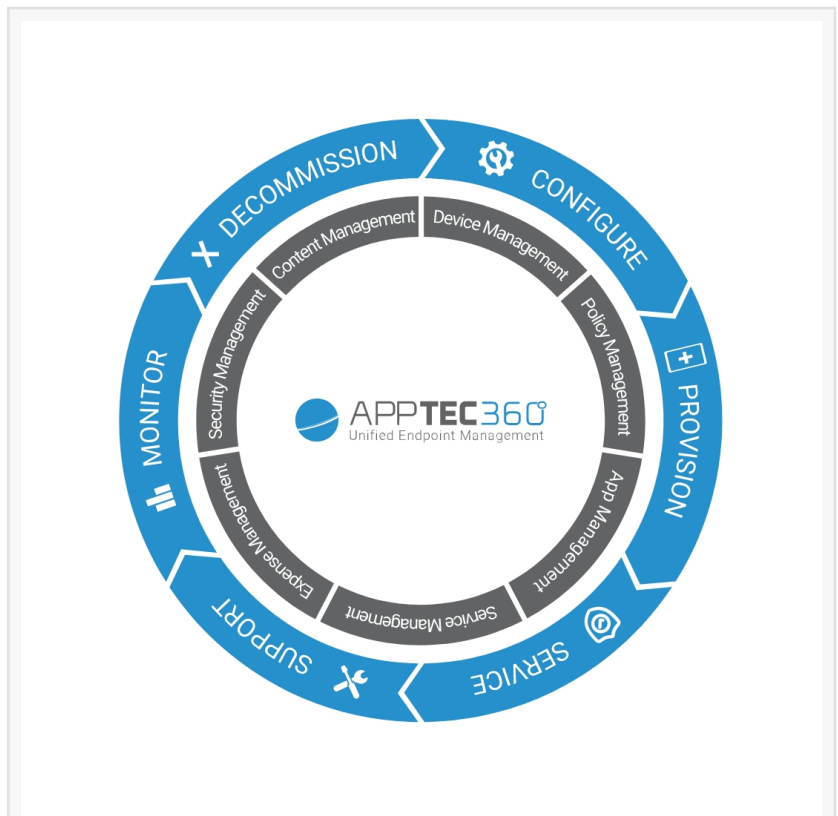 CONFIGURE
PROVISION
SERVICE
SUPPORT
MONITOR
DECOMMISSION
Device Management
Policy Management
App Management
Service Management
Expense Management
Security Management
Content Management
APPTEC360°
Unified Endpoint Management